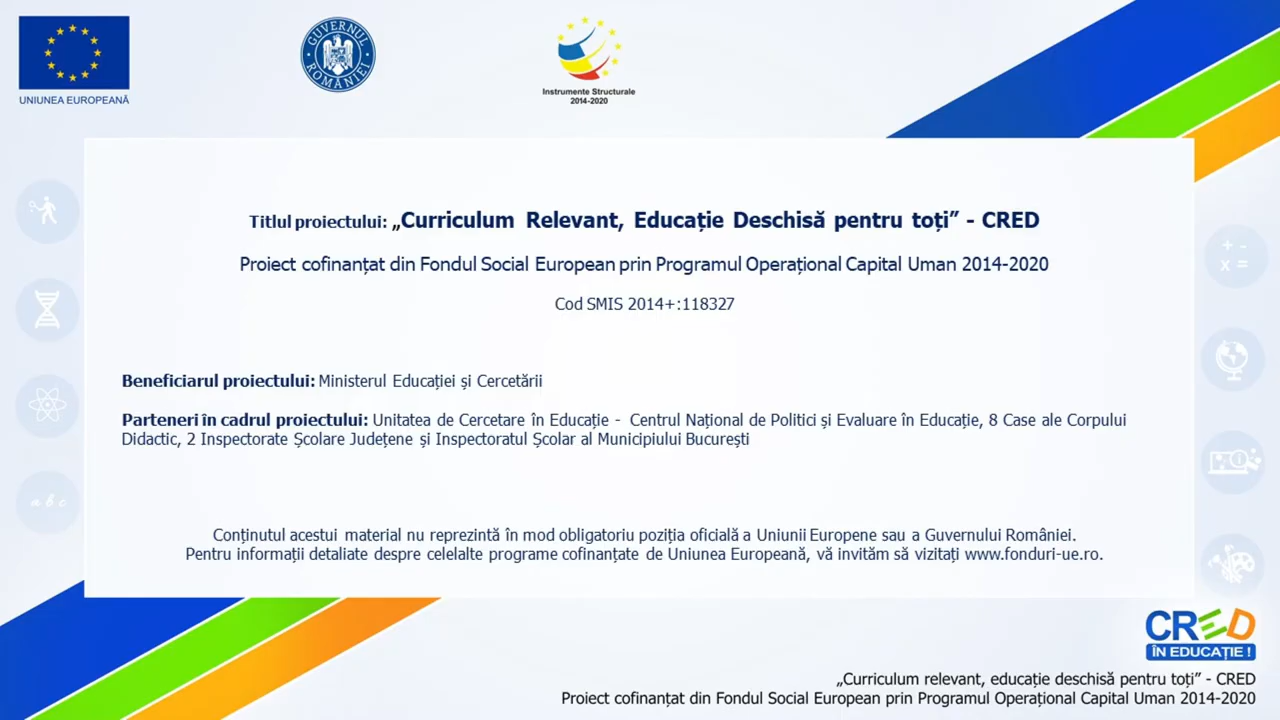 UNIUNEA EUROPEANĂ
GUVERNUL ROMÂNIEI
Instrumente Structurale
2014-2020
Titlul proiectului: „Curriculum Relevant, Educație Deschisă pentru toți” - CRED
Proiect cofinanțat din Fondul Social European prin Programul Operațional Capital Uman 2014-2020
Cod SMIS 2014+:118327
Beneficiarul proiectului: Ministerul Educației și Cercetării
Parteneri în cadrul proiectului: Unitatea de Cercetare în Educație - Centrul Național de Politici și Evaluare în Educație, 8 Case ale Corpului
Didactic, 2 Inspectorate Școlare Județene și Inspectoratul Școlar al Municipiului București
Conținutul acestui material nu reprezintă în mod obligatoriu poziția oficială a Uniunii Europene sau a Guvernului României.
Pentru informații detaliate despre celelalte programe cofinanțate de Uniunea Europeană, vă invităm să vizitați www.fonduri-ue.ro.
a b c
+ -
x =
CRED
ÎN EDUCAȚIE !
„Curriculum relevant, educație deschisă pentru toți” - CRED
Proiect cofinanțat din Fondul Social European prin Programul Operațional Capital Uman 2014-2020